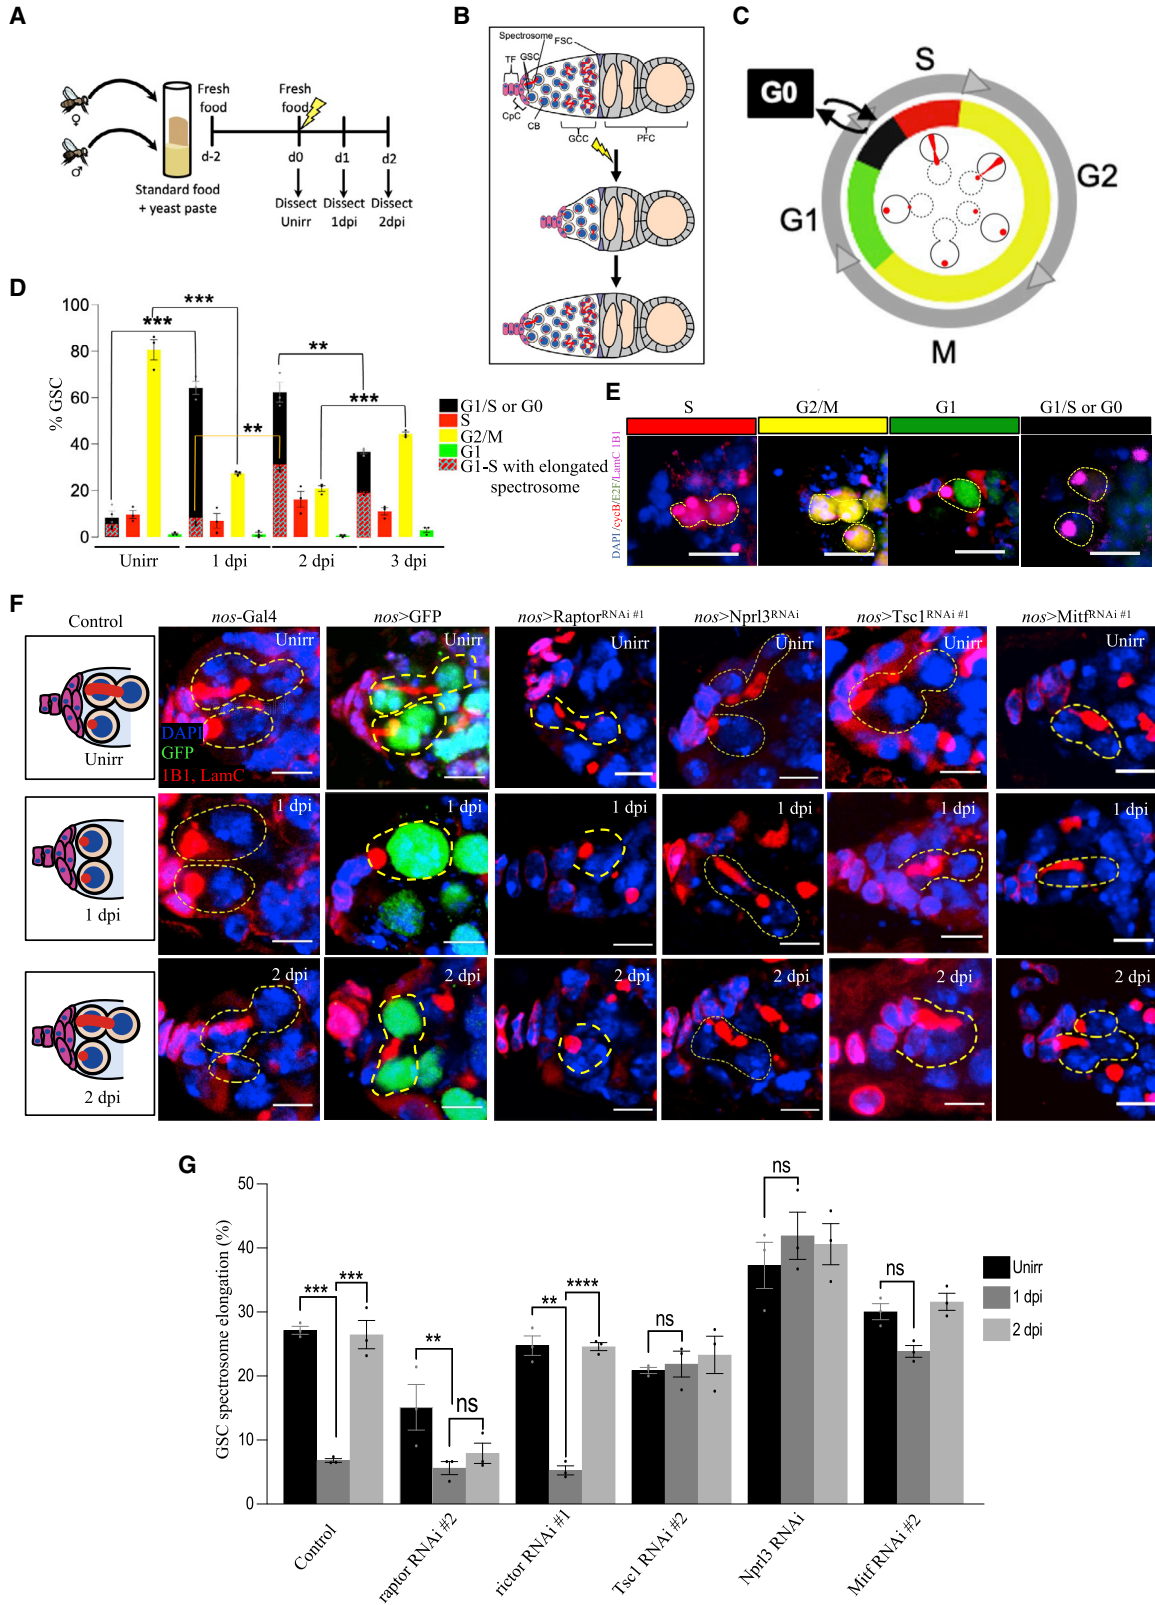 A
Fresh food
Fresh food
d-2
d0
d1
d2
Standard food
+ yeast paste
Dissect
Unirr
Dissect
1dpi
Dissect
2dpi
B
Spectrosome
FSC
TF
GSC
CpC
CB
GCC
PFC
C
G0
S
G2
G1
M
D
100
80
60
40
20
0
% GSC
***
***
**
**
***
Unirr
1 dpi
2 dpi
3 dpi
G1/S or G0
S
G2/M
G1
G1-S with elongated
spectrosome
E
S
G2/M
G1
G1/S or G0
DAPI /cycB/E2F/LamC 1B1
F
Control
nos-Gal4
nos>GFP
nos>Raptor^RNAi #1
nos>Nprl3^RNAi
nos>Tsc1^RNAi #1
nos>Mitf^RNAi #1
Unirr
Unirr
Unirr
Unirr
Unirr
Unirr
Unirr
DAPI
GFP
1B1, LamC
1 dpi
1 dpi
1 dpi
1 dpi
1 dpi
1 dpi
1 dpi
2 dpi
2 dpi
2 dpi
2 dpi
2 dpi
2 dpi
2 dpi
G
GSC spectrosome elongation (%)
50
40
30
20
10
0
***
***
**
ns
**
****
ns
ns
ns
Unirr
1 dpi
2 dpi
Control
raptor RNAi #2
rictor RNAi #1
Tsc1 RNAi #2
Nprl3 RNAi
Mitf RNAi #2